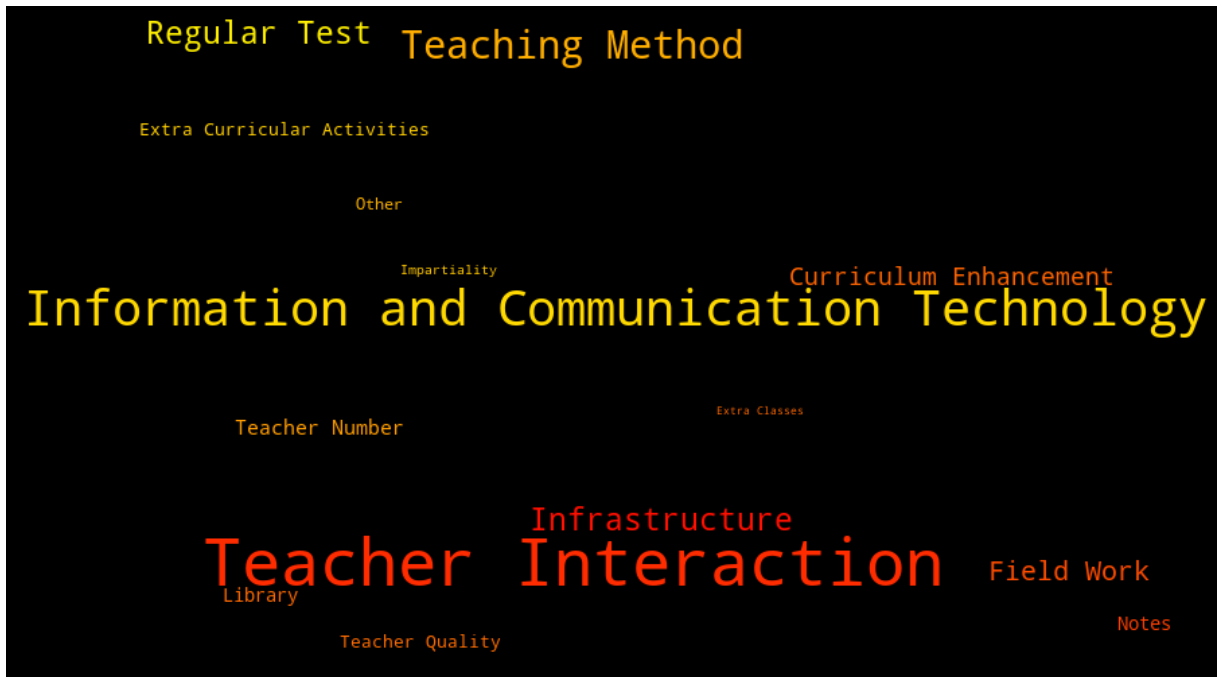 Regular Test
Teaching Method
Extra Curricular Activities
Other
Impartiality
Curriculum Enhancement
Information and Communication Technology
Extra Classes
Teacher Number
Infrastructure
Teacher Interaction
Field Work
Library
Notes
Teacher Quality